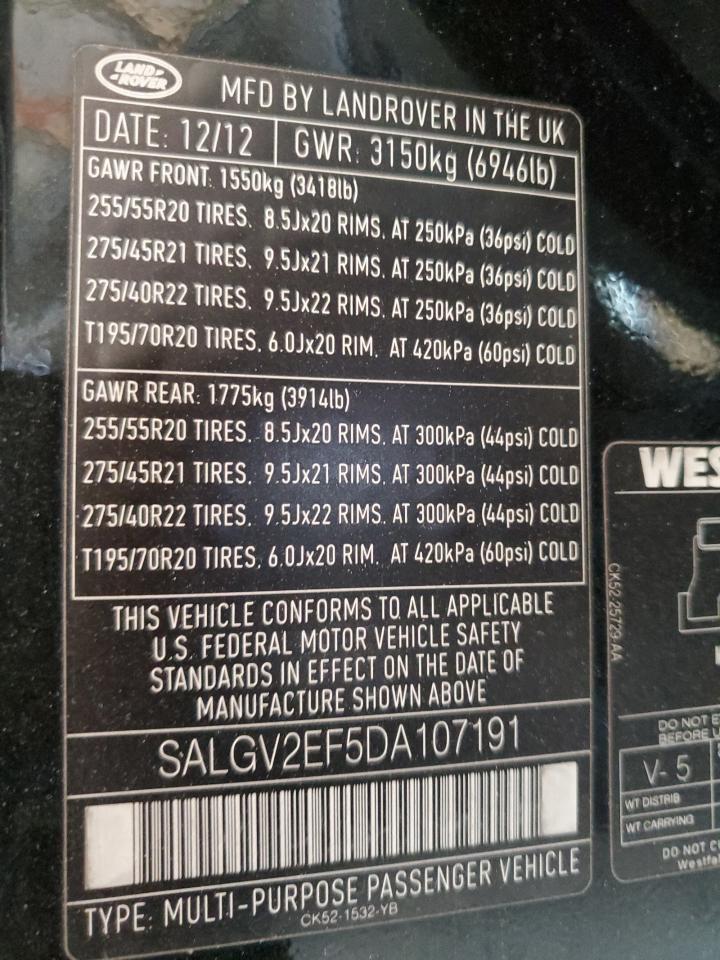 LAND-
-ROVER
MFD BY LANDROVER IN THE UK
DATE: 12/12 GWR: 3150kg (6946lb)
GAWR FRONT: 1550kg (3418lb)
255/55R20 TIRES. 8.5Jx20 RIMS. AT 250kPa (36psi) COLD
275/45R21 TIRES. 9.5Jx21 RIMS. AT 250kPa (36psi) COLD
275/40R22 TIRES. 9.5Jx22 RIMS. AT 250kPa (36psi) COLD
T195/70R20 TIRES. 6.0Jx20 RIM. AT 420kPa (60psi) COLD
GAWR REAR: 1775kg (3914lb)
255/55R20 TIRES. 8.5Jx20 RIMS. AT 300kPa (44psi) COLD
275/45R21 TIRES. 9.5Jx21 RIMS. AT 300kPa (44psi) COLD
275/40R22 TIRES. 9.5Jx22 RIMS. AT 300kPa (44psi) COLD
T195/70R20 TIRES. 6.0Jx20 RIM. AT 420kPa (60psi) COLD
THIS VEHICLE CONFORMS TO ALL APPLICABLE
U.S. FEDERAL MOTOR VEHICLE SAFETY
STANDARDS IN EFFECT ON THE DATE OF
MANUFACTURE SHOWN ABOVE
SALGV2EF5DA107191
TYPE: MULTI-PURPOSE PASSENGER VEHICLE
CK52-1532-YB
WES
CK52-25729-AA
DO NOT E
BEFORE U
V- 5
WT DISTRIB
WT CARRYING
DO NOT C
Westfa